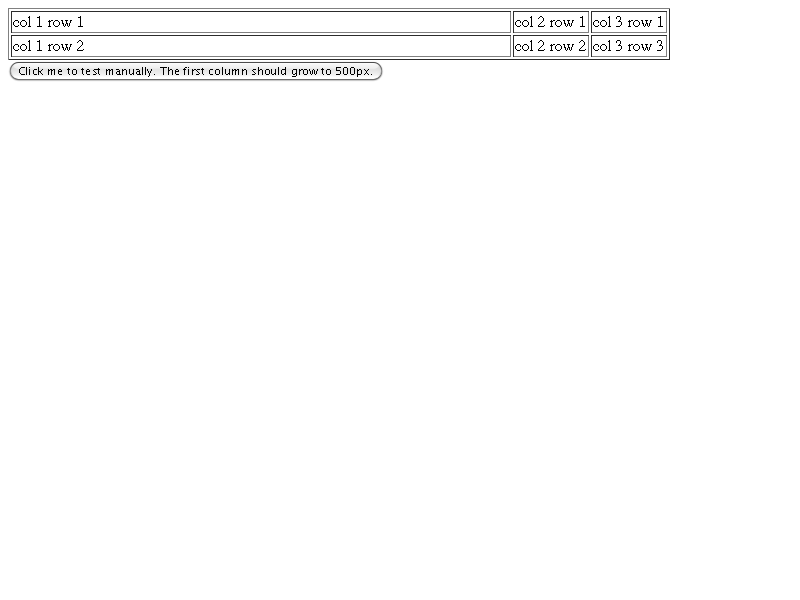 col 1 row 1 col 2 row 1 col 3 row 1
col 1 row 2 col 2 row 2 col 3 row 3
Click me to test manually. The first column should grow to 500px.